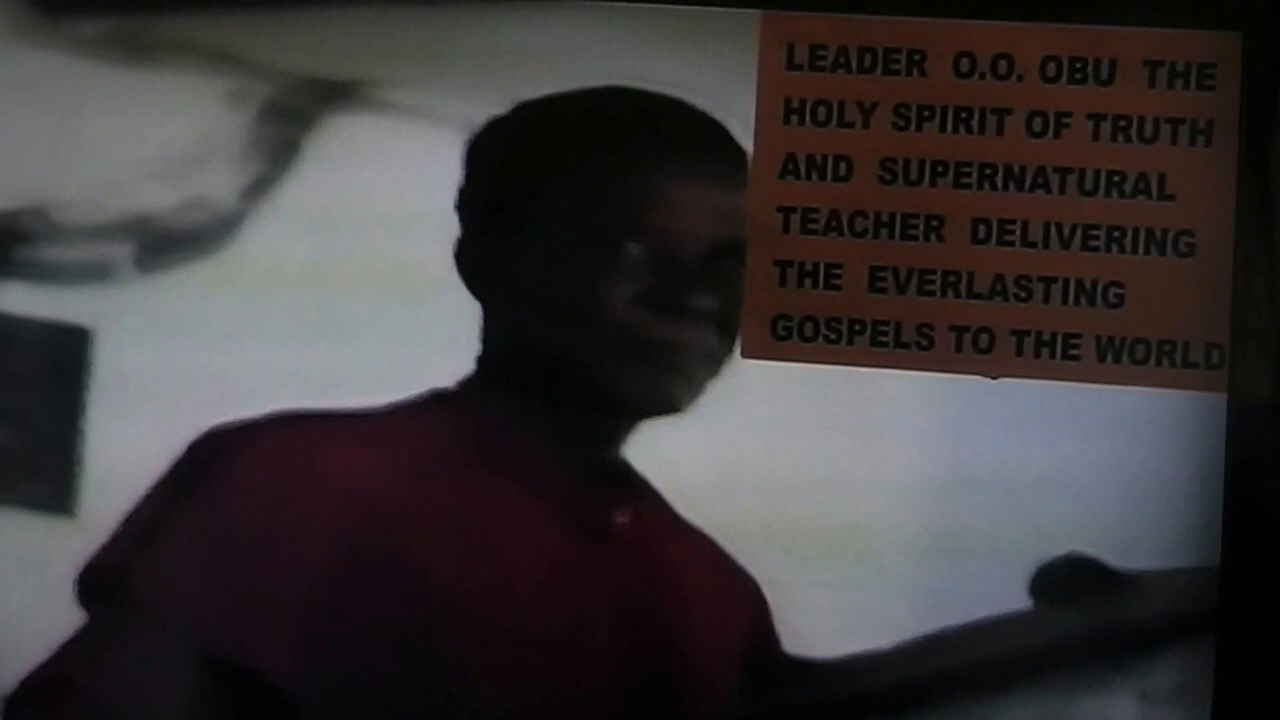 LEADER O.O. OBU THE
HOLY SPIRIT OF TRUTH
AND SUPERNATURAL
TEACHER DELIVERING
THE EVERLASTING
GOSPELS TO THE WORLD